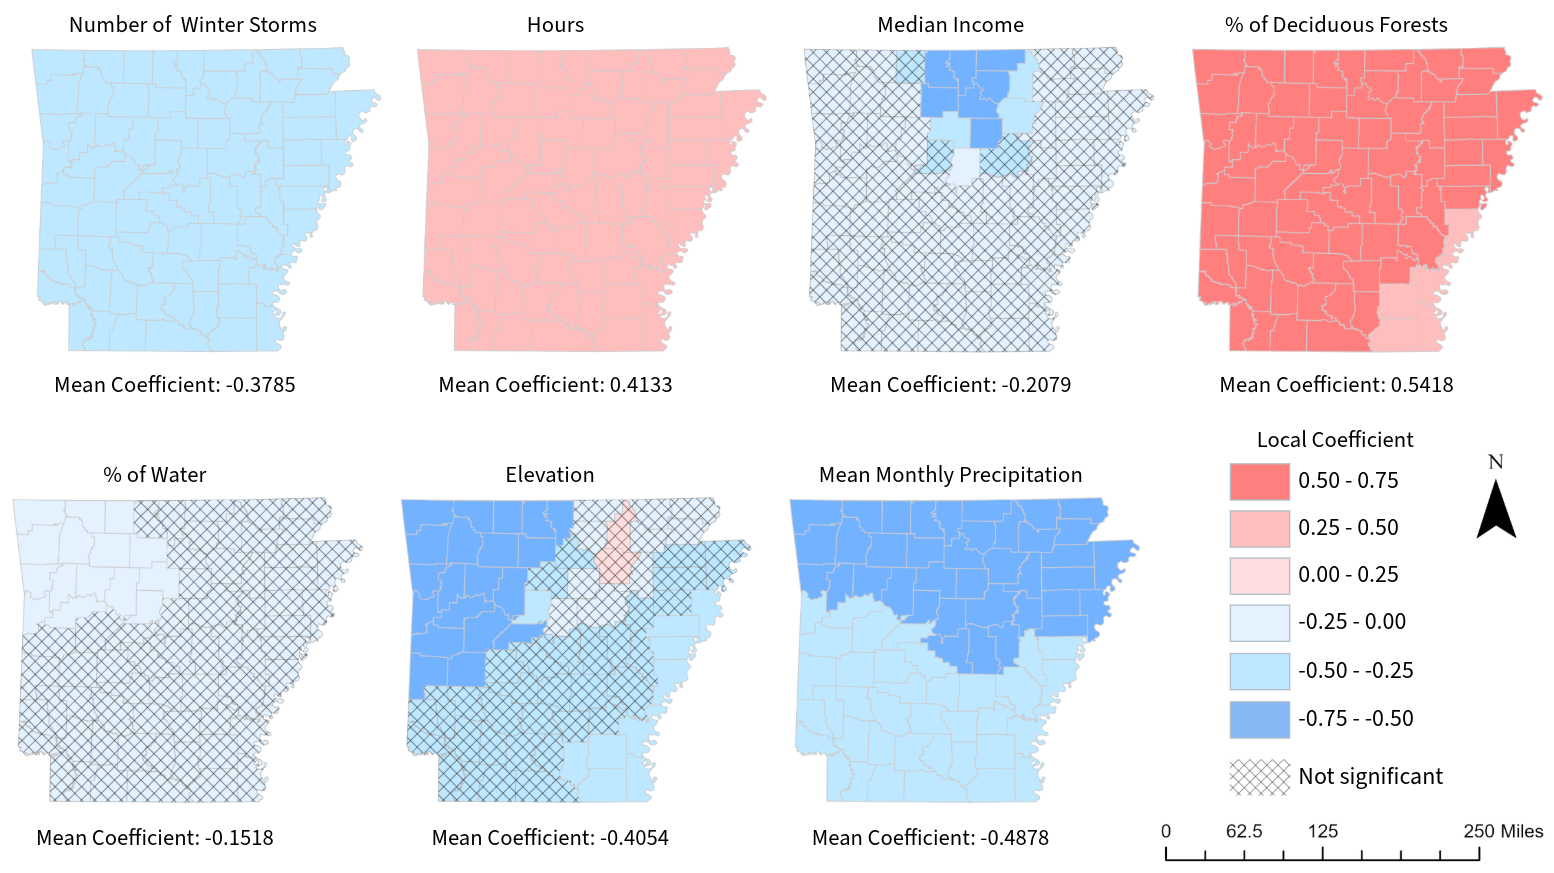 Number of  Winter Storms
Hours
Median Income
% of Deciduous Forests
Mean Coefficient: -0.3785
Mean Coefficient: 0.4133
Mean Coefficient: -0.2079
Mean Coefficient: 0.5418
% of Water
Elevation
Mean Monthly Precipitation
Mean Coefficient: -0.1518
Mean Coefficient: -0.4054
Mean Coefficient: -0.4878
Local Coefficient
0.50 - 0.75
0.25 - 0.50
0.00 - 0.25
-0.25 - 0.00
-0.50 - -0.25
-0.75 - -0.50
Not significant
N
0 62.5 125 250 Miles